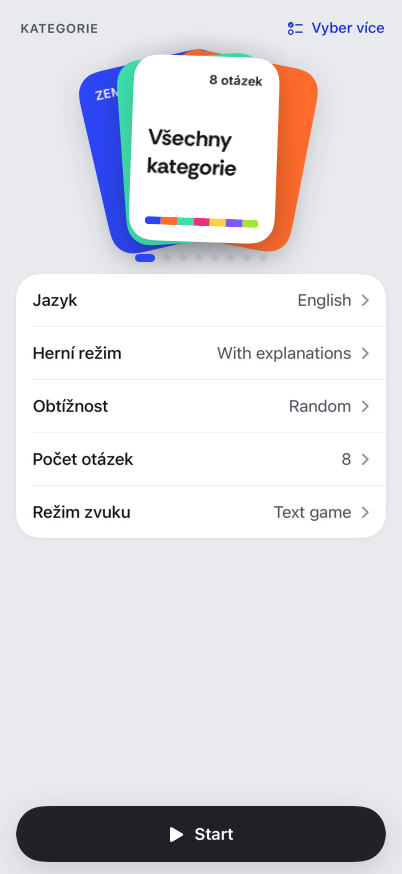 KATEGORIE
Vyber více
8 otázek
Všechny
kategorie
Jazyk
English
Herní režim
With explanations
Obtížnost
Random
Počet otázek
8
Režim zvuku
Text game
Start